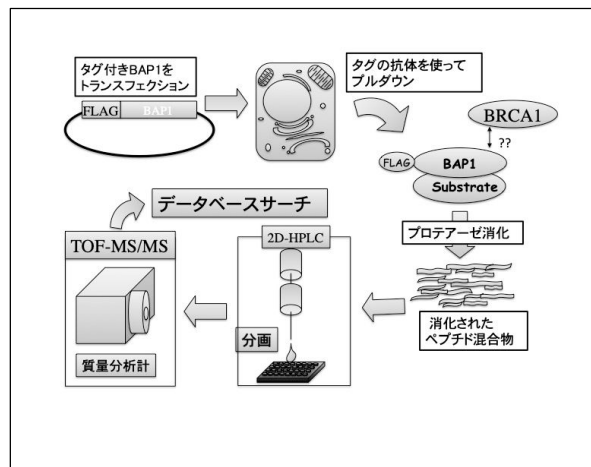 タグ付きBAP1を
トランスフェクション
FLAG BAP1
タグの抗体を使って
プルダウン
BRCA1
??
FLAG BAP1
Substrate
プロテアーゼ消化
消化された
ペプチド混合物
2D-HPLC
分画
TOF-MS/MS
質量分析計
データベースサーチ